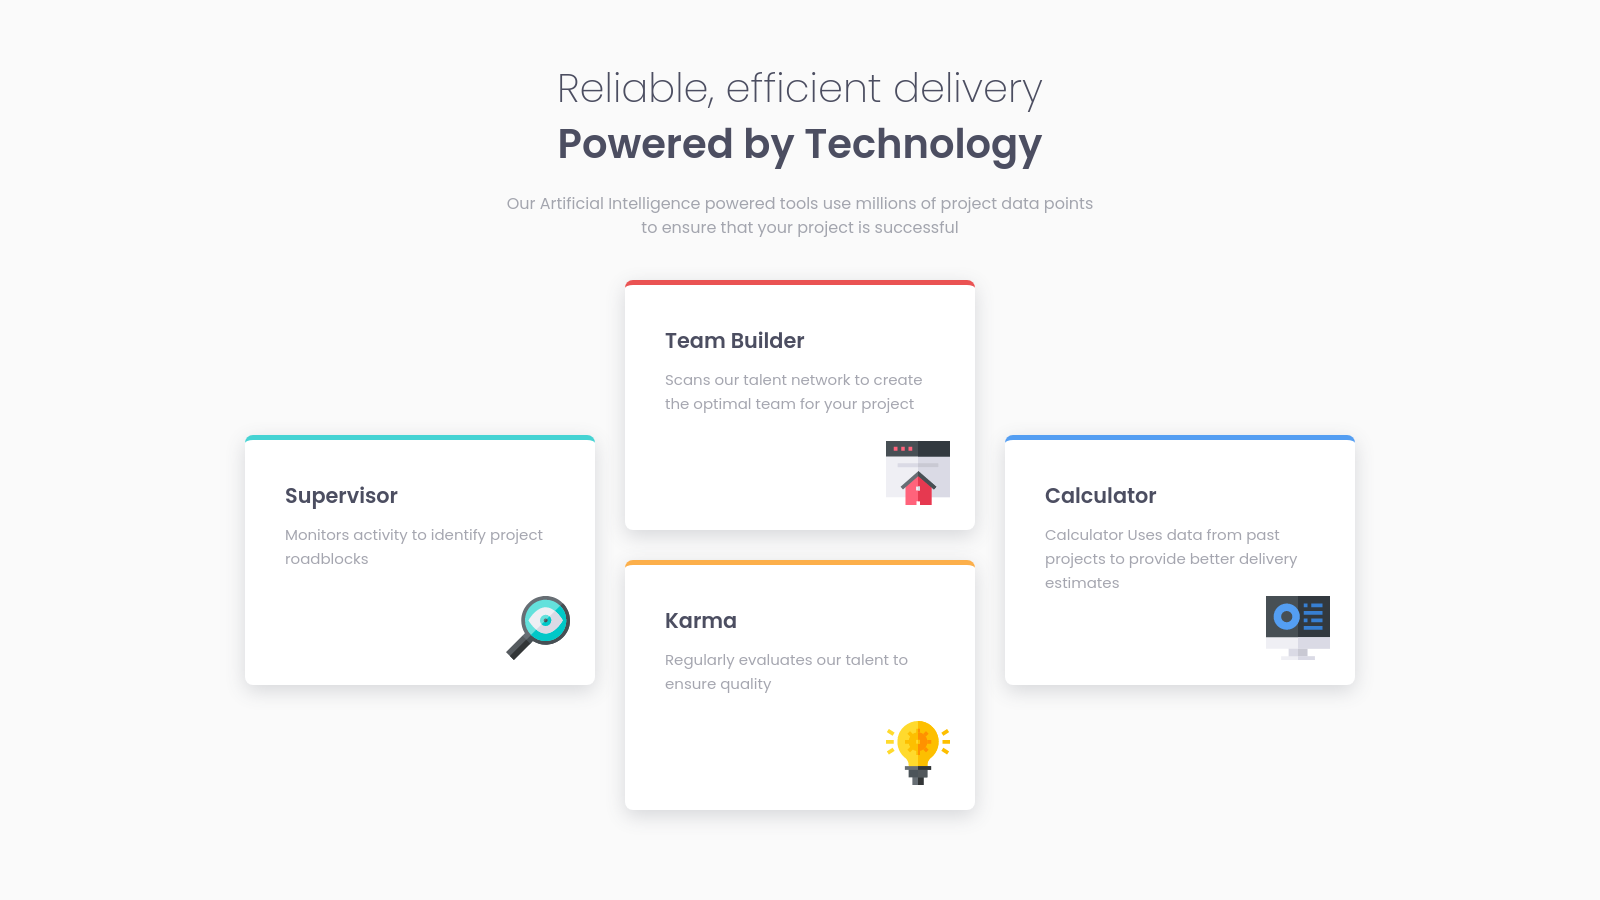 Reliable, efficient delivery
Powered by Technology
Our Artificial Intelligence powered tools use millions of project data points
to ensure that your project is successful
Team Builder
Scans our talent network to create
the optimal team for your project
Supervisor
Monitors activity to identify project
roadblocks
Calculator
Calculator Uses data from past
projects to provide better delivery
estimates
Karma
Regularly evaluates our talent to
ensure quality